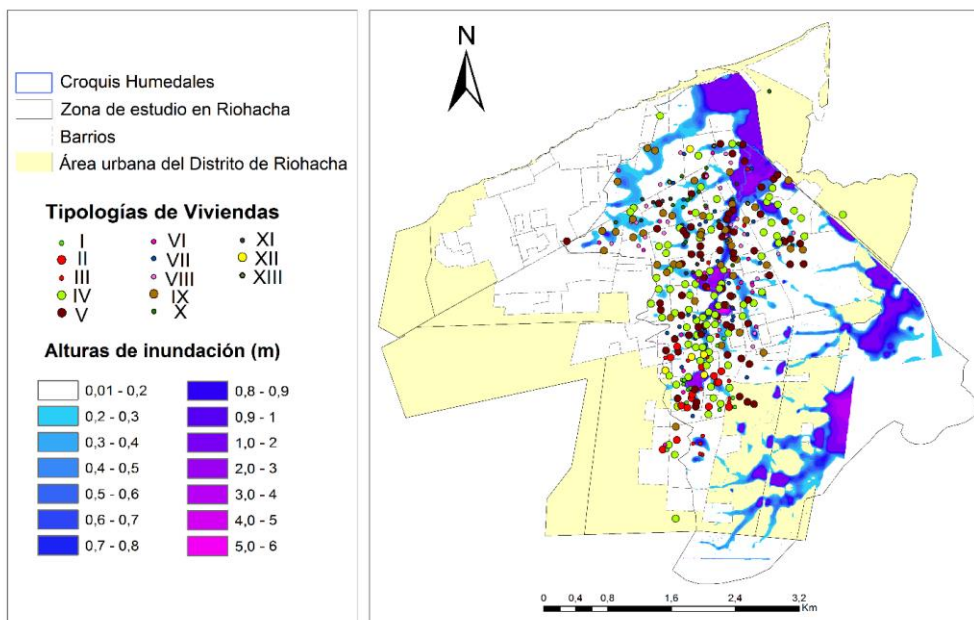 Croquis Humedales
Zona de estudio en Riohacha
Barrios
Área urbana del Distrito de Riohacha
Tipologías de Viviendas
I
II
III
IV
V
VI
VII
VIII
IX
X
XI
XII
XIII
Alturas de inundación (m)
0,01 - 0,2
0,2 - 0,3
0,3 - 0,4
0,4 - 0,5
0,5 - 0,6
0,6 - 0,7
0,7 - 0,8
0,8 - 0,9
0,9 - 1
1,0 - 2
2,0 - 3
3,0 - 4
4,0 - 5
5,0 - 6
N
0 0,4 0,8 1,6 2,4 3,2
Km